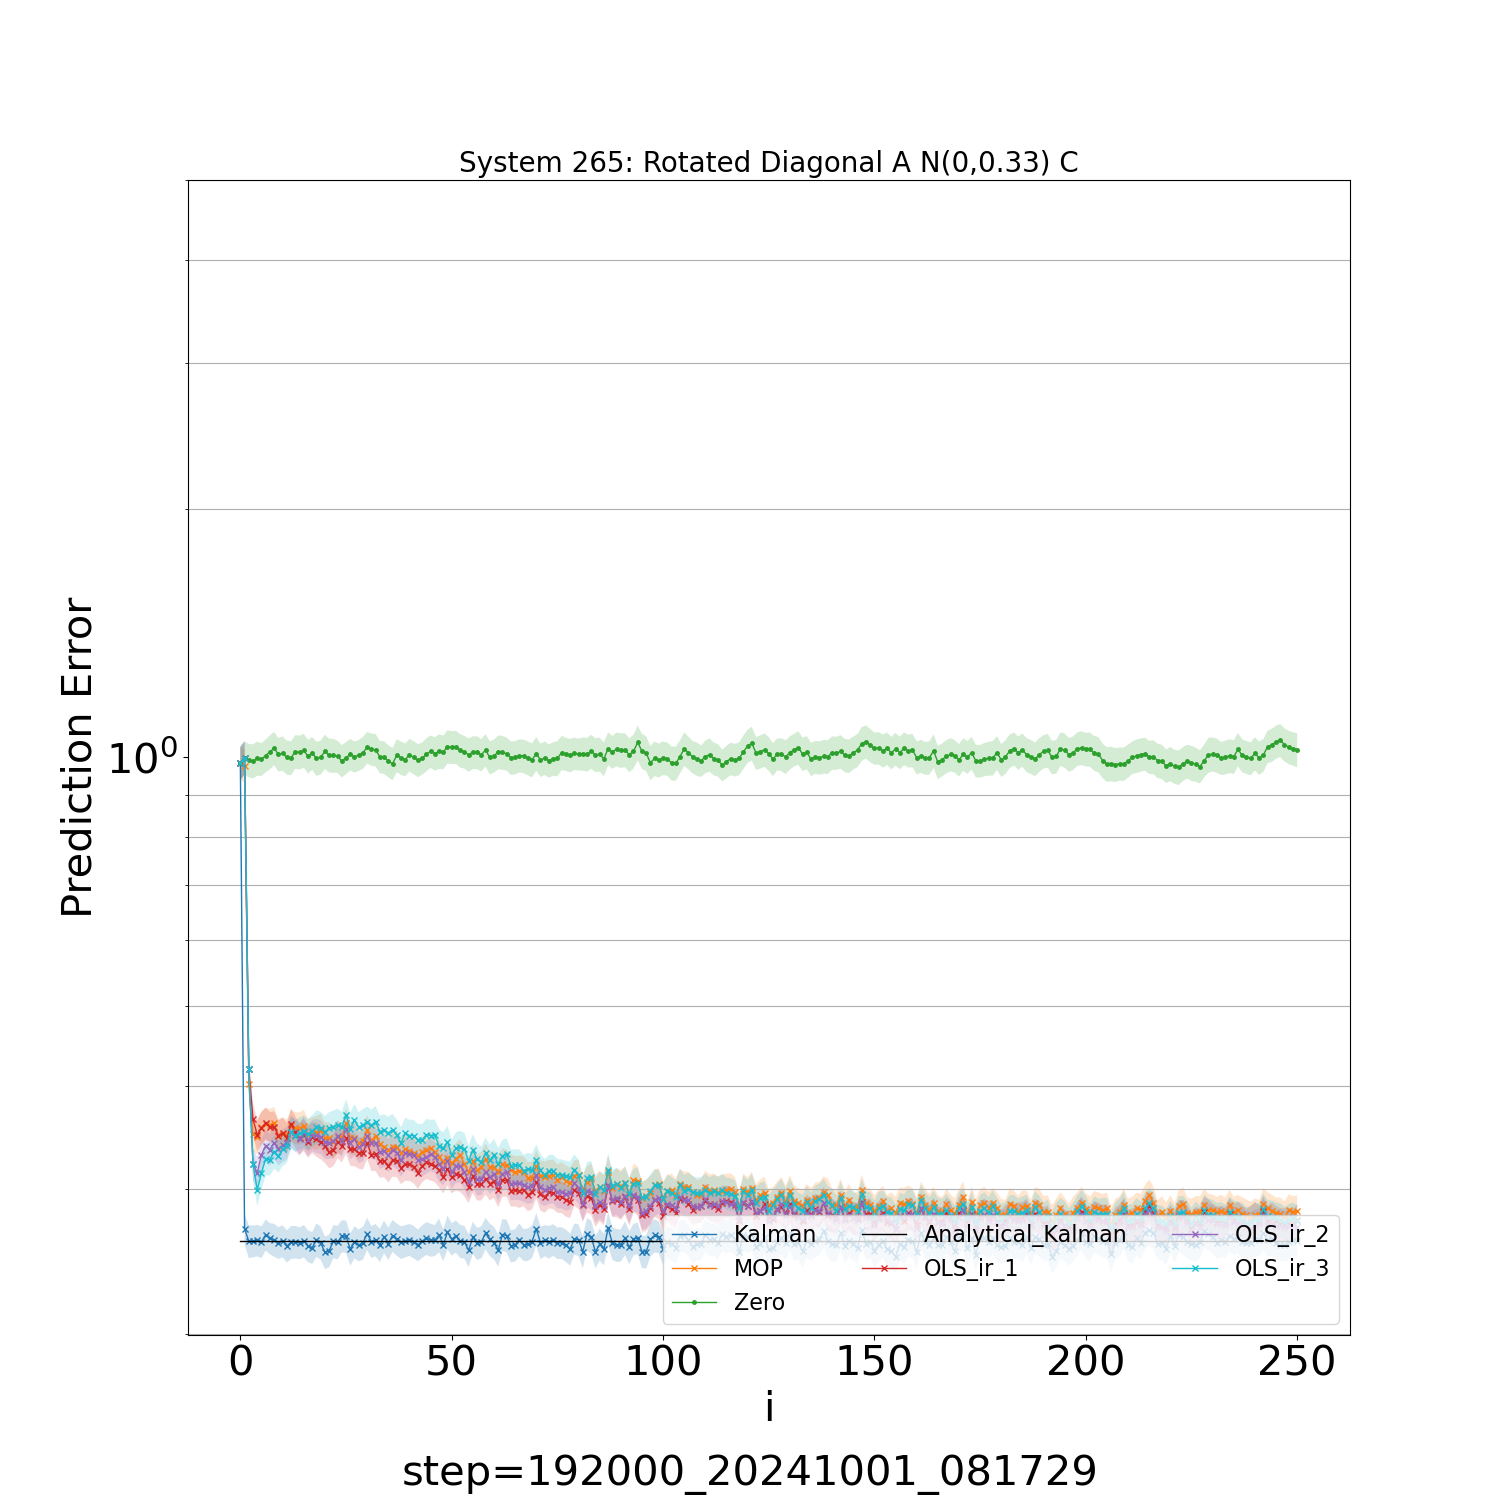 System 265: Rotated Diagonal A N(0,0.33) C
Prediction Error
10⁰
Kalman
MOP
Zero
Analytical_Kalman
OLS_ir_1
OLS_ir_2
OLS_ir_3
0 50 100 150 200 250
i
step=192000_20241001_081729